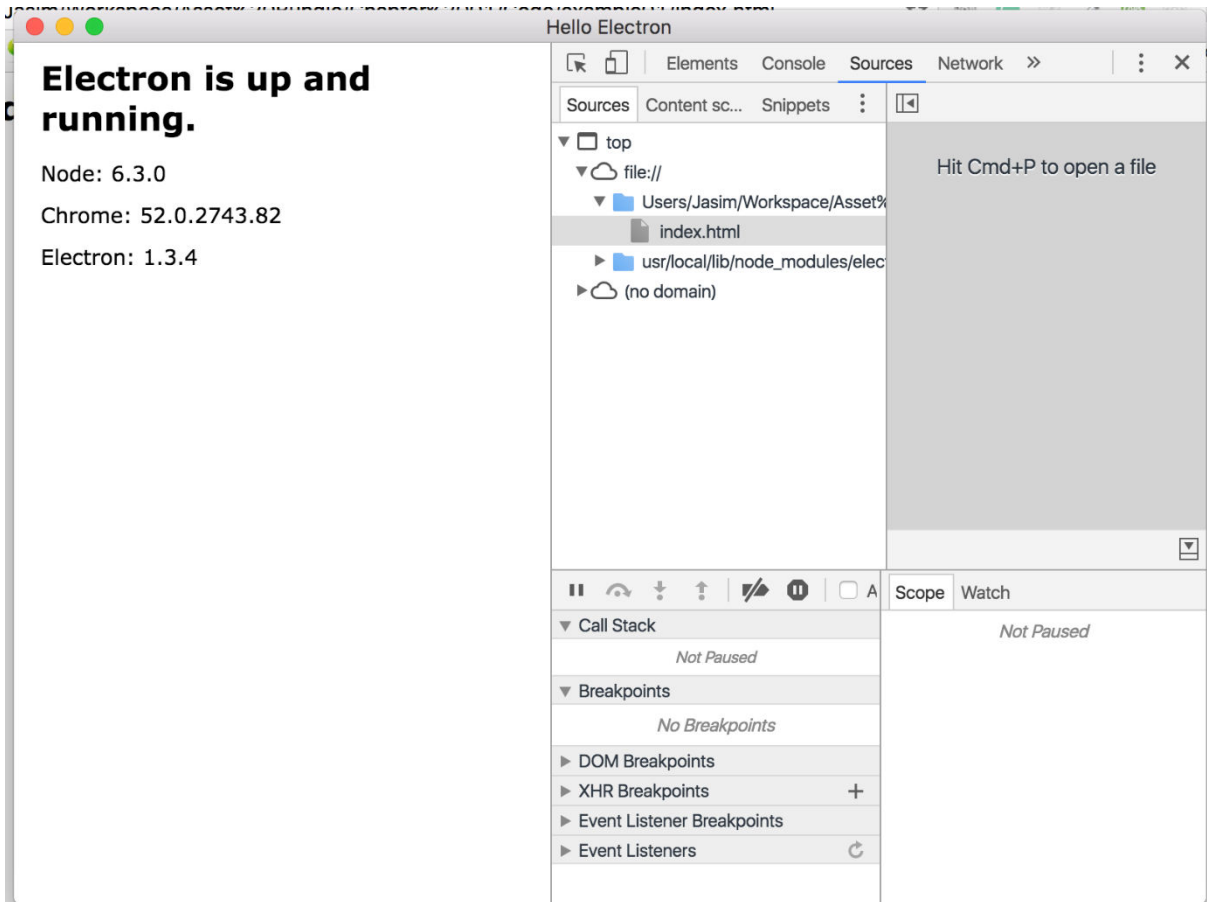 Hello Electron
Electron is up and
running.
Node: 6.3.0
Chrome: 52.0.2743.82
Electron: 1.3.4
Elements Console Sources Network »
Sources Content sc... Snippets
top
file://
Users/Jasim/Workspace/Asset%
index.html
usr/local/lib/node_modules/elec
(no domain)
Hit Cmd+P to open a file
A
Scope Watch
Call Stack
Not Paused
Not Paused
Breakpoints
No Breakpoints
DOM Breakpoints
XHR Breakpoints +
Event Listener Breakpoints
Event Listeners